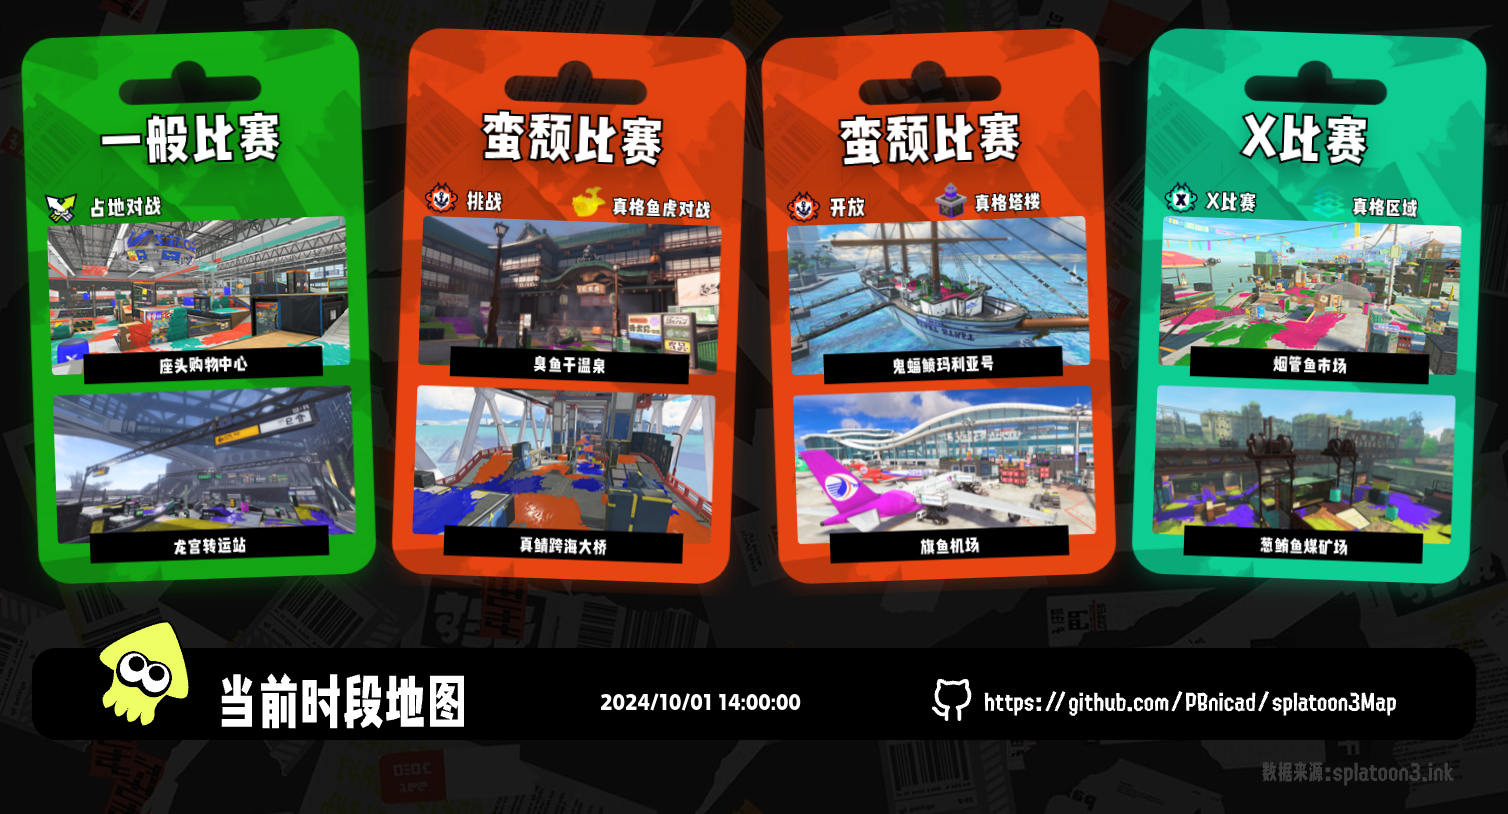 一般比赛
占地对战
座头购物中心
龙宫转运站
蛮颓比赛
挑战
真格鱼虎对战
臭鱼干温泉
真鲭跨海大桥
蛮颓比赛
开放
真格塔楼
鬼蝠鲼玛利亚号
旗鱼机场
X比赛
X比赛
真格区域
烟管鱼市场
葱鲔鱼煤矿场
当前时段地图
2024/10/01 14:00:00
https://github.com/PBnicad/splatoon3Map
数据来源:splatoon3.ink